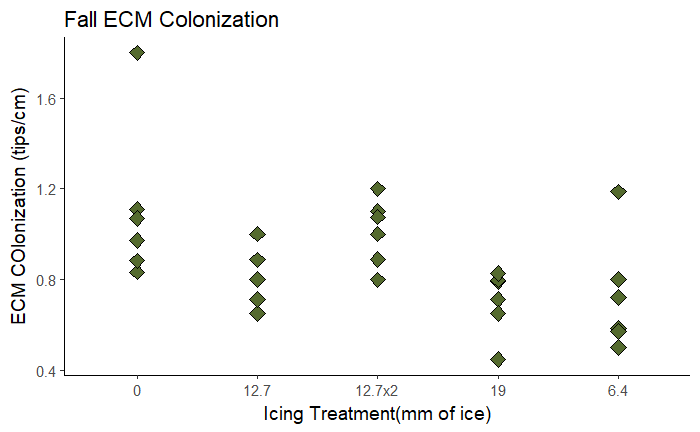 Fall ECM Colonization
ECM COlonization (tips/cm)
1.6
1.2
0.8
0.4
0 12.7 12.7x2 19 6.4
Icing Treatment(mm of ice)